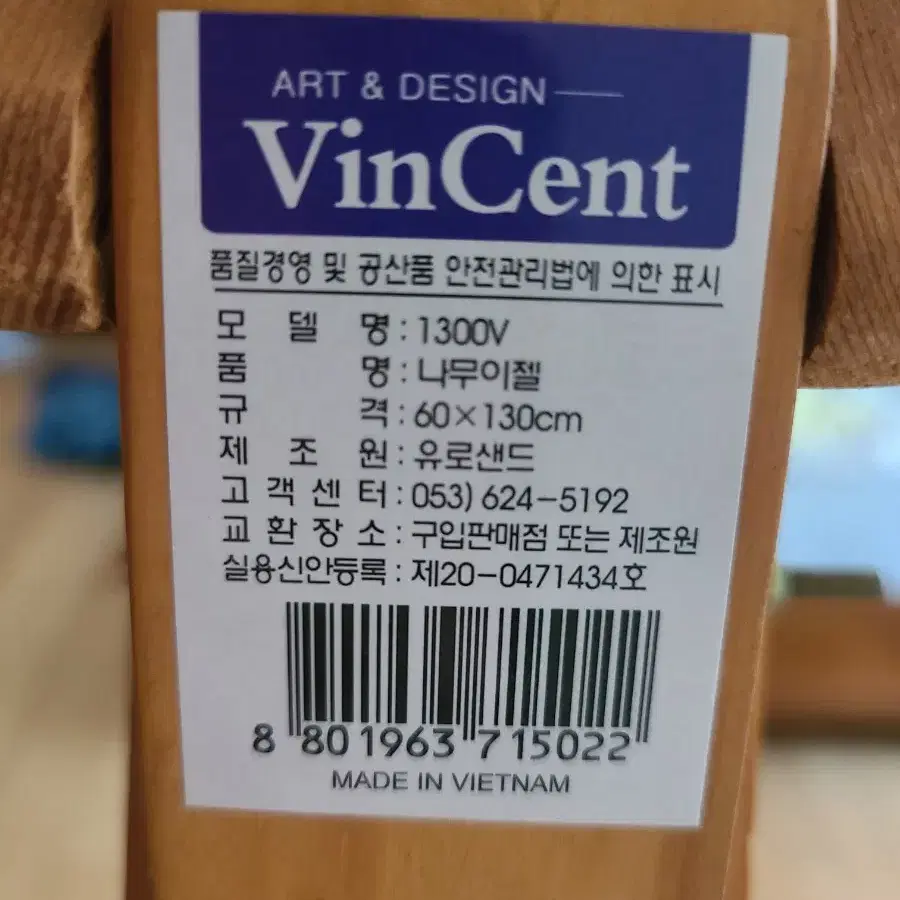 ART & DESIGN
VinCent
품질경영 및 공산품 안전관리법에 의한 표시
모 델 명 : 1300V
품 명 : 나무이젤
규 격 : 60×130cm
제 조 원 : 유로샌드
고 객 센 터 : 053) 624-5192
교 환 장 소 : 구입판매점 또는 제조원
실용신안등록 : 제20-0471434호
8 801963 715022
MADE IN VIETNAM